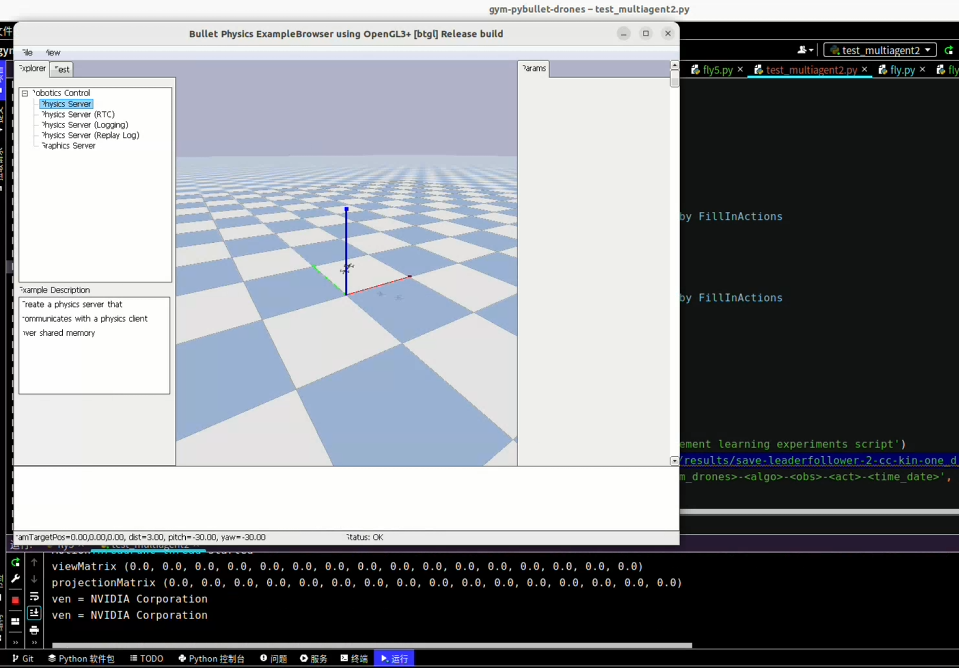 gym-pybullet-drones – test_multiagent2.py
Bullet Physics ExampleBrowser using OpenGL3+ [btgl] Release build
test_multiagent2
fly5.py
test_multiagent2.py
fly.py
Robotics Control
Physics Server
Physics Server (RTC)
Physics Server (Logging)
Physics Server (Replay Log)
Graphics Server
Explorer
Test
Params
File
View
by FillInActions
by FillInActions
Example Description
Create a physics server that
communicates with a physics client
over shared memory
ement learning experiments script')
/results/save-leaderfollower-2-cc-kin-one_d
m_drones>-<algo>-<obs>-<act>-<time_date>',
camTargetPos=0.00,0.00,0.00, dist=3.00, pitch=-30.00, yaw=-30.00
Status: OK
viewMatrix (0.0, 0.0, 0.0, 0.0, 0.0, 0.0, 0.0, 0.0, 0.0, 0.0, 0.0, 0.0, 0.0, 0.0, 0.0, 0.0)
projectionMatrix (0.0, 0.0, 0.0, 0.0, 0.0, 0.0, 0.0, 0.0, 0.0, 0.0, 0.0, 0.0, 0.0, 0.0, 0.0, 0.0)
ven = NVIDIA Corporation
ven = NVIDIA Corporation
Git
Python 软件包
TODO
Python 控制台
问题
服务
终端
运行